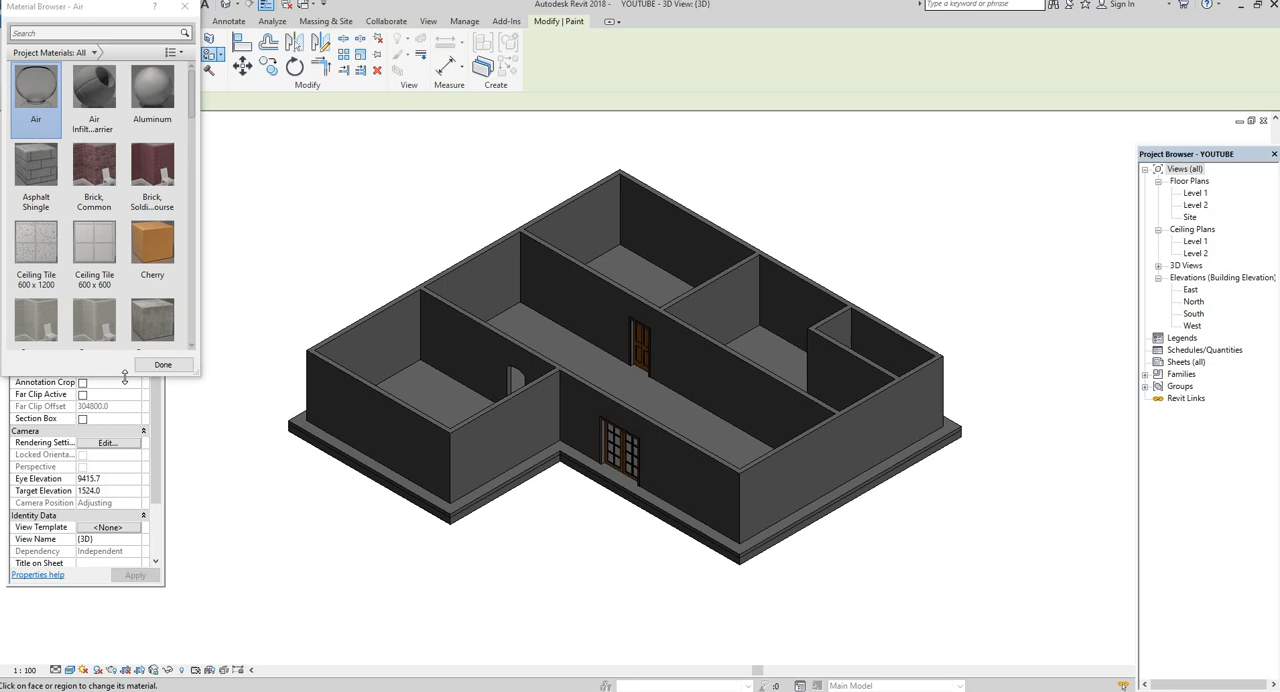 Material Browser - Air
?
Autodesk Revit 2018 - YOUTUBE - 3D View: {3D}
Type a keyword or phrase
Sign In
Annotate
Analyze
Massing & Site
Collaborate
View
Manage
Add-Ins
Modify | Paint
Search
Project Materials: All
Air
Air
Infilt...arrier
Aluminum
Asphalt
Shingle
Brick,
Common
Brick,
Soldi...ourse
Ceiling Tile
600 x 1200
Ceiling Tile
600 x 600
Cherry
Done
Modify
View
Measure
Create
Annotation Crop
Far Clip Active
Far Clip Offset 304800.0
Section Box
Camera
Rendering Setti... Edit...
Locked Orienta...
Perspective
Eye Elevation 9415.7
Target Elevation 1524.0
Camera Position Adjusting
Identity Data
View Template <None>
View Name {3D}
Dependency Independent
Title on Sheet
Properties help
Apply
Project Browser - YOUTUBE
Views (all)
Floor Plans
Level 1
Level 2
Site
Ceiling Plans
Level 1
Level 2
3D Views
Elevations (Building Elevation)
East
North
South
West
Legends
Schedules/Quantities
Sheets (all)
Families
Groups
Revit Links
1 : 100
Click on face or region to change its material.
:0
Main Model